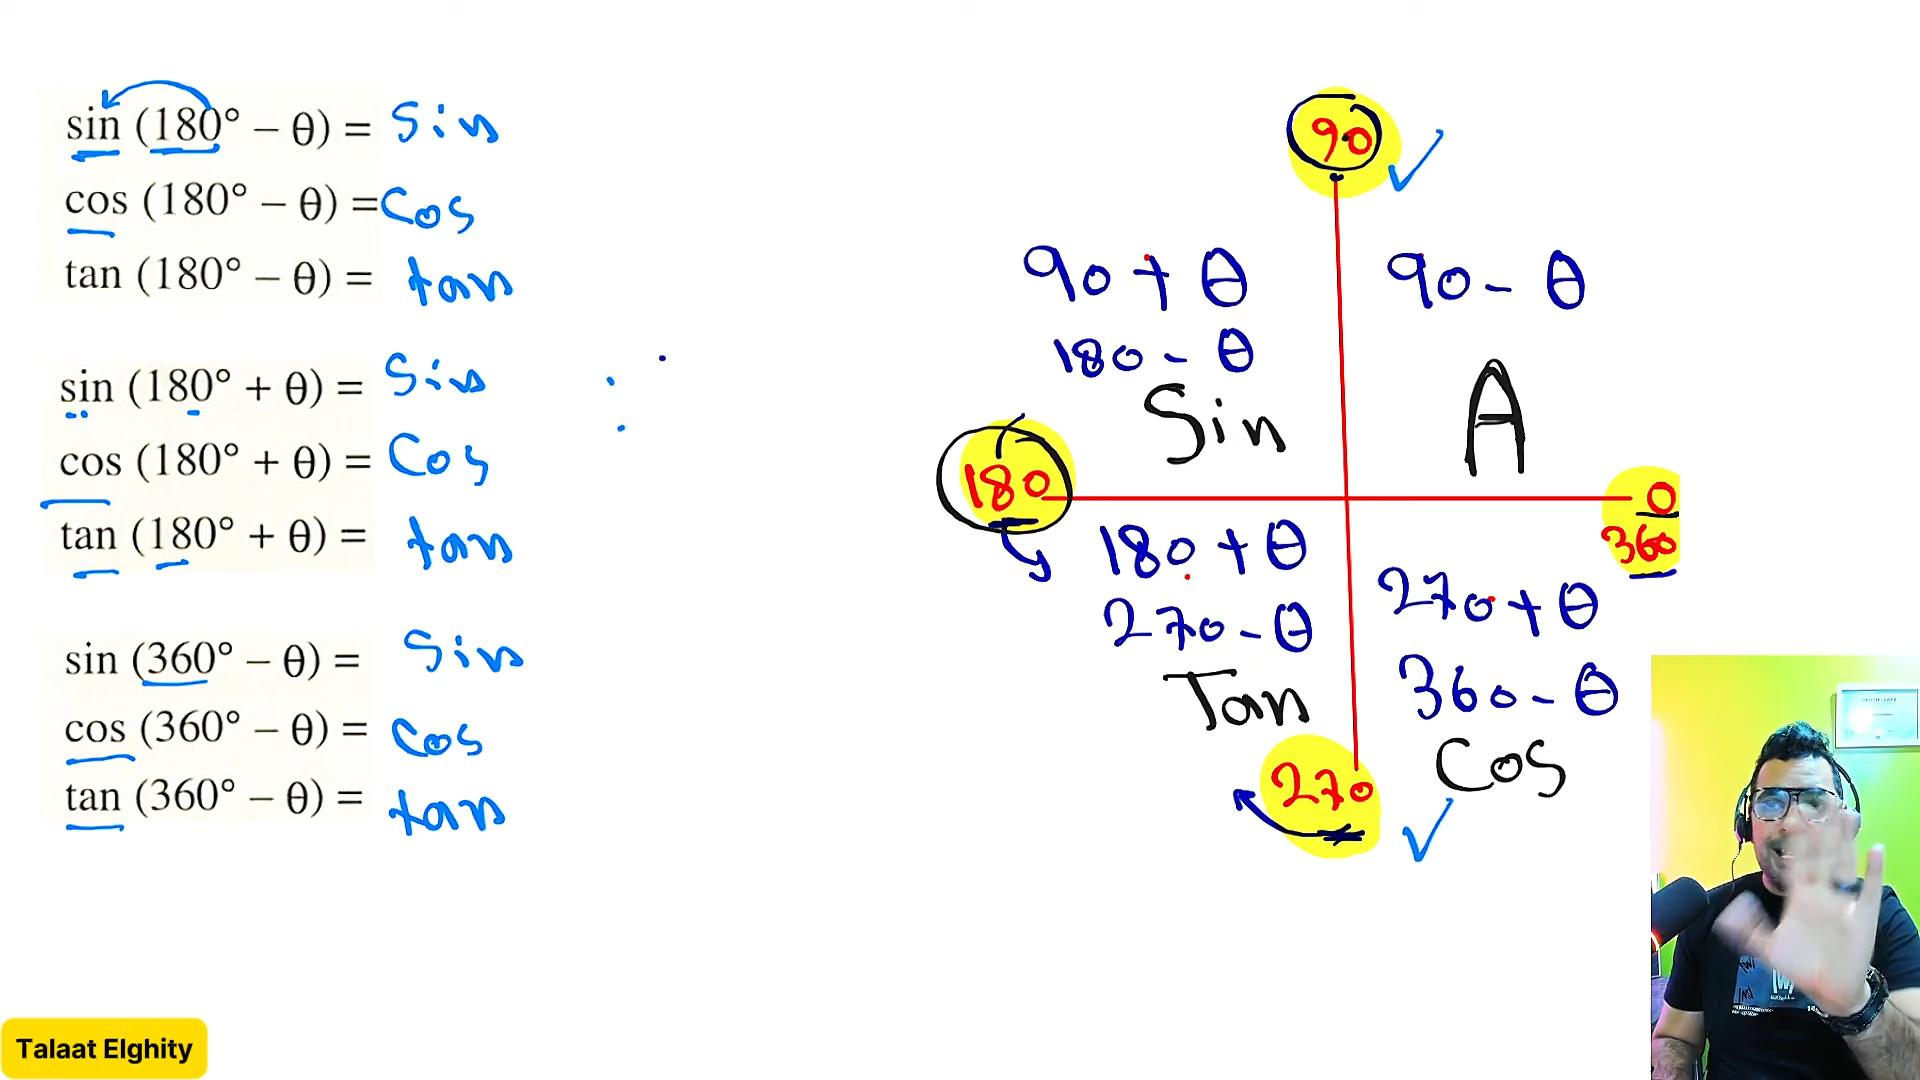 sin (180° – θ) = Sin
cos (180° – θ) = Cos
tan (180° – θ) = tan
sin (180° + θ) = Sin
cos (180° + θ) = Cos
tan (180° + θ) = tan
sin (360° – θ) = Sin
cos (360° – θ) = Cos
tan (360° – θ) = tan
90
90 + θ
90 - θ
180 - θ
Sin
A
180
0
360
180 + θ
270 - θ
Tan
270 + θ
360 - θ
Cos
270
Talaat Elghity